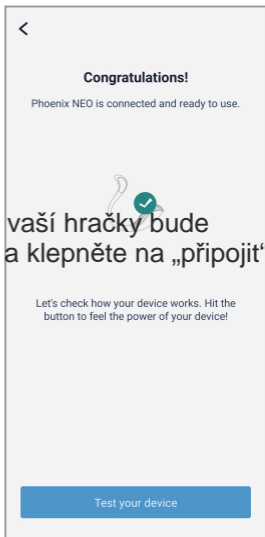 Congratulations!
Phoenix NEO is connected and ready to use.
vaší hračky bude
a klepněte na „připojit“
Let's check how your device works. Hit the
button to feel the power of your device!
Test your device